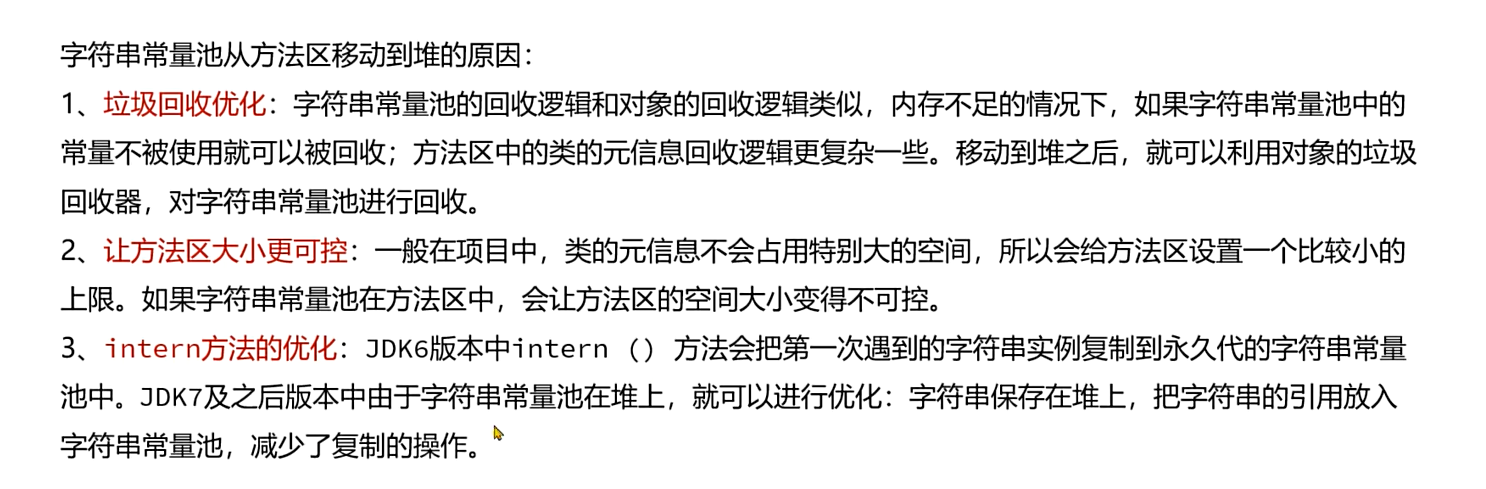 字符串常量池从方法区移动到堆的原因：
1、垃圾回收优化：字符串常量池的回收逻辑和对象的回收逻辑类似，内存不足的情况下，如果字符串常量池中的
常量不被使用就可以被回收；方法区中的类的元信息回收逻辑更复杂一些。移动到堆之后，就可以利用对象的垃圾
回收器，对字符串常量池进行回收。
2、让方法区大小更可控：一般在项目中，类的元信息不会占用特别大的空间，所以会给方法区设置一个比较小的
上限。如果字符串常量池在方法区中，会让方法区的空间大小变得不可控。
3、intern方法的优化：JDK6版本中intern （） 方法会把第一次遇到的字符串实例复制到永久代的字符串常量
池中。JDK7及之后版本中由于字符串常量池在堆上，就可以进行优化：字符串保存在堆上，把字符串的引用放入
字符串常量池，减少了复制的操作。